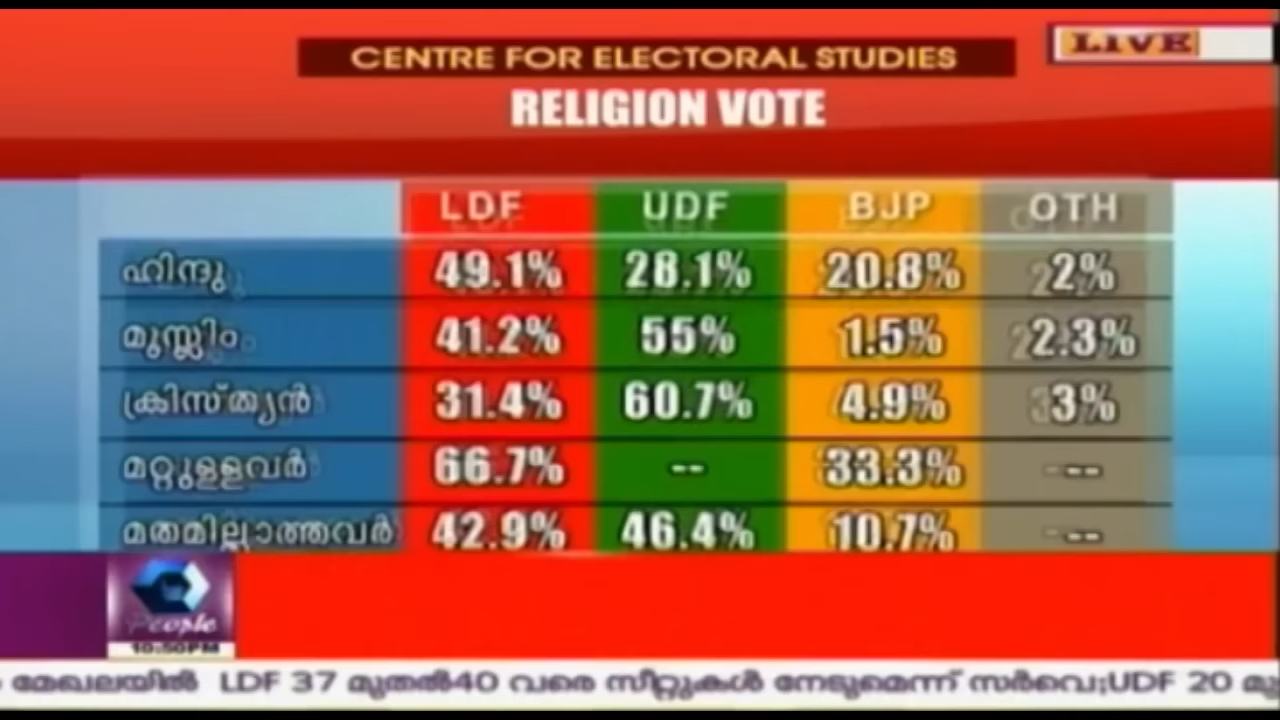 CENTRE FOR ELECTORAL STUDIES
LiVE
RELIGION VOTE
LDF UDF BJP OTH
ഹിന്ദു 49.1% 28.1% 20.8% 2%
മുസ്ലിം 41.2% 55% 1.5% 2.3%
ക്രിസ്ത്യൻ 31.4% 60.7% 4.9% 3%
മറ്റുള്ളവർ 66.7% -- 33.3% --
മതമില്ലാത്തവർ 42.9% 46.4% 10.7% --
People
10:50PM
മേഖലയിൽ LDF 37 മുതൽ40 വരെ സീറ്റുകൾ നേടുമെന്ന് സർവെ;UDF 20